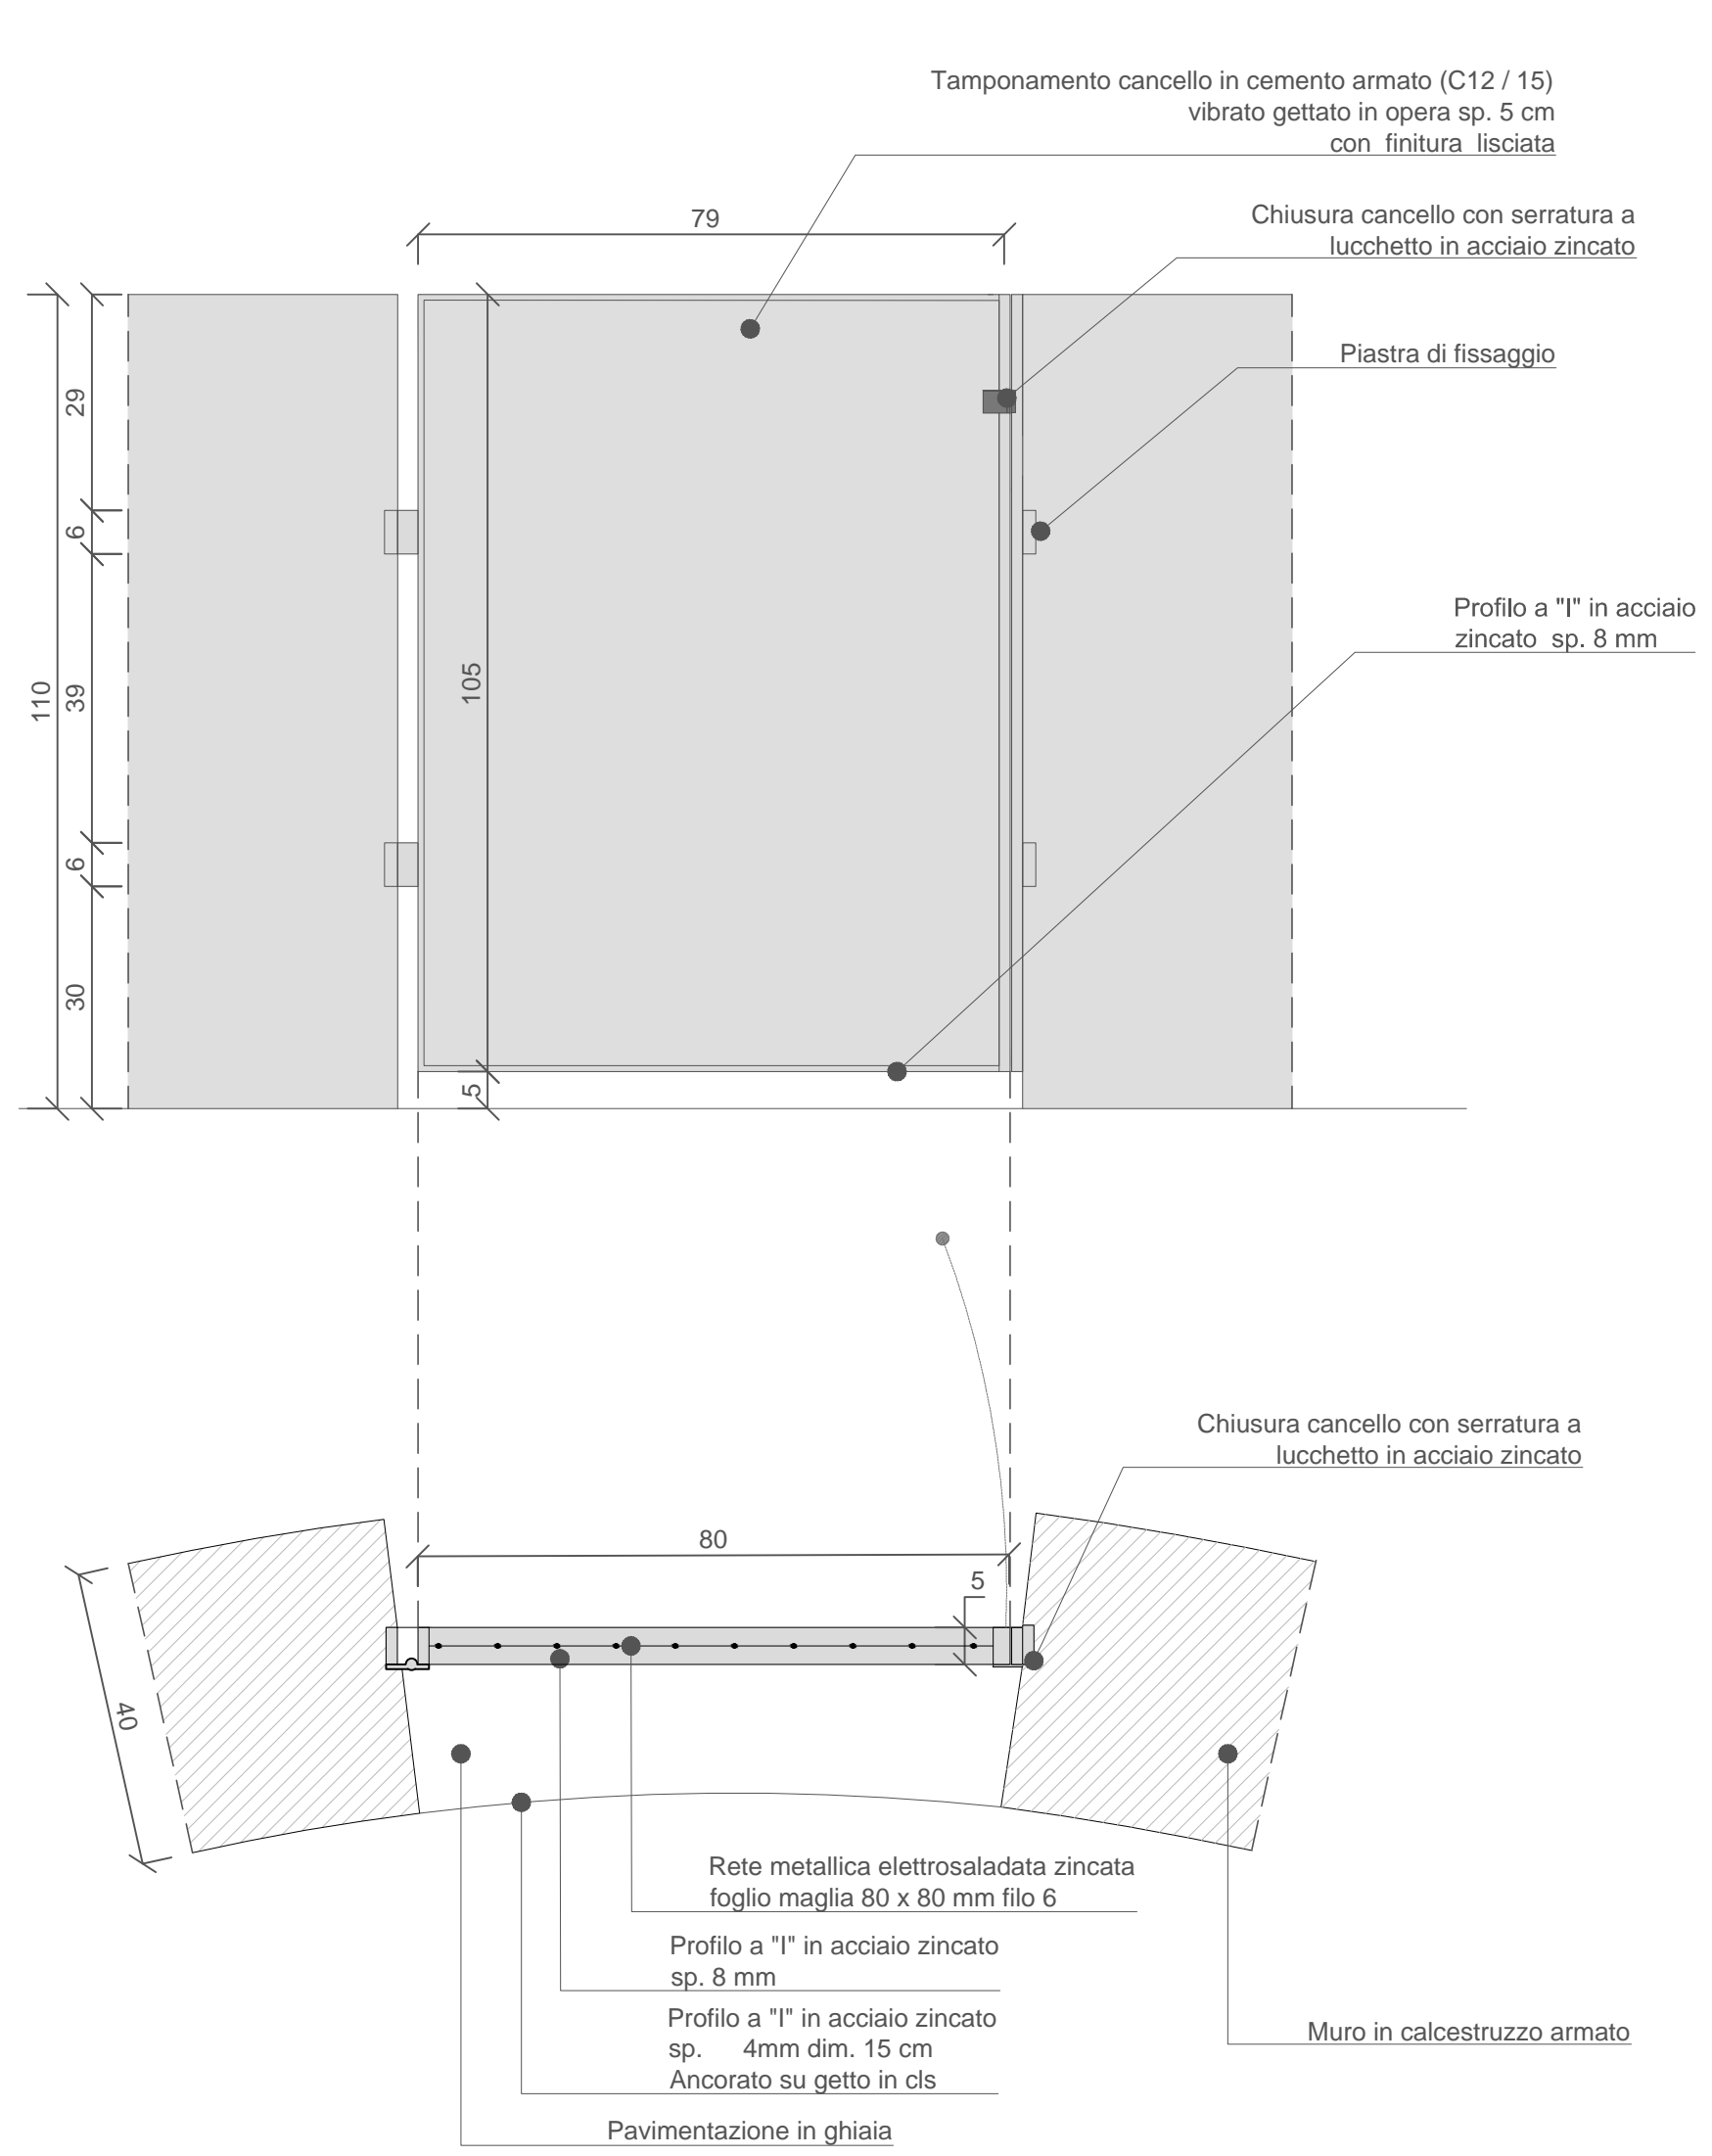 Tamponamento cancello in cemento armato (C12 / 15)
vibrato gettato in opera sp. 5 cm
con finitura lisciata
79
Chiusura cancello con serratura a
lucchetto in acciaio zincato
Piastra di fissaggio
29
6
Profilo a "I" in acciaio
zincato sp. 8 mm
110
39
105
6
30
5
Chiusura cancello con serratura a
lucchetto in acciaio zincato
80
5
40
Rete metallica elettrosaladata zincata
foglio maglia 80 x 80 mm filo 6
Profilo a "I" in acciaio zincato
sp. 8 mm
Profilo a "I" in acciaio zincato
sp. 4mm dim. 15 cm
Ancorato su getto in cls
Muro in calcestruzzo armato
Pavimentazione in ghiaia